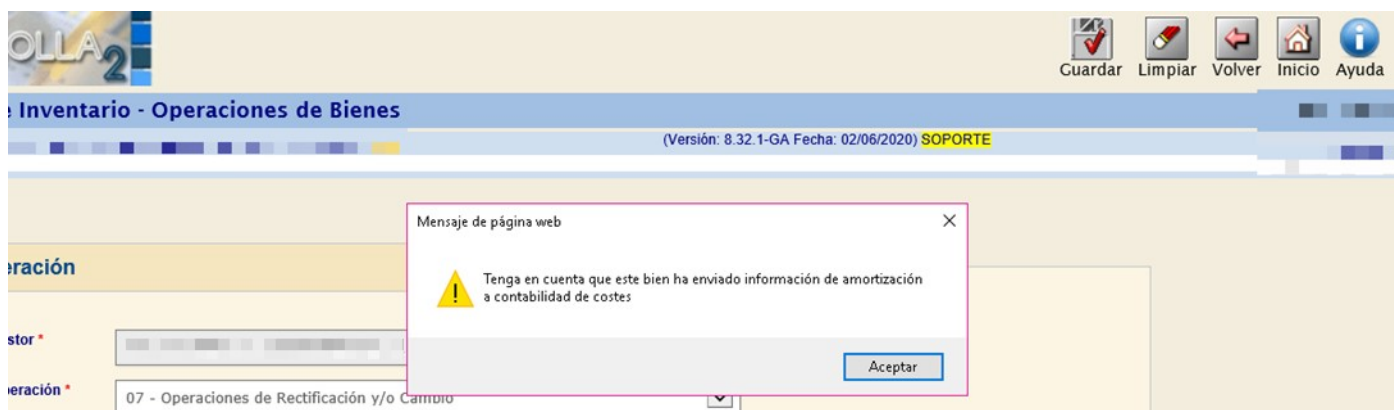 OLLA2
Guardar Limpiar Volver Inicio Ayuda
Inventario - Operaciones de Bienes
(Versión: 8.32.1-GA Fecha: 02/06/2020) SOPORTE
Mensaje de página web
eración
Tenga en cuenta que este bien ha enviado información de amortización
a contabilidad de costes
stor *
Aceptar
eración *
07 - Operaciones de Rectificación y/o Cambio